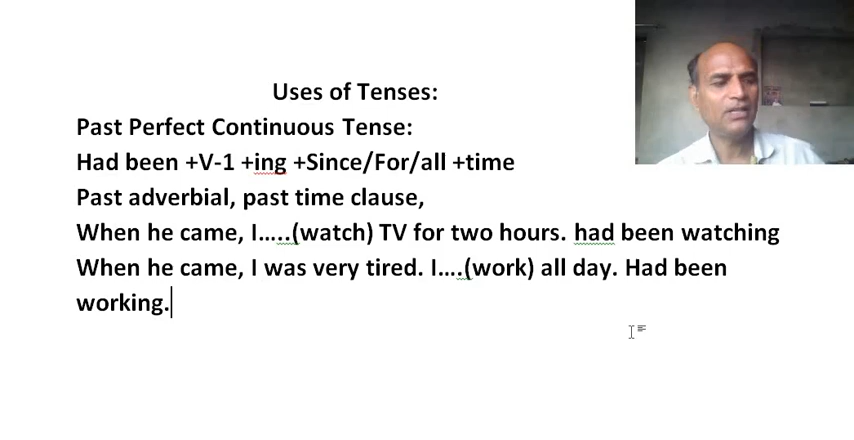 Uses of Tenses:
Past Perfect Continuous Tense:
Had been +V-1 +ing +Since/For/all +time
Past adverbial, past time clause,
When he came, I…..(watch) TV for two hours. had been watching
When he came, I was very tired. I….(work) all day. Had been
working.